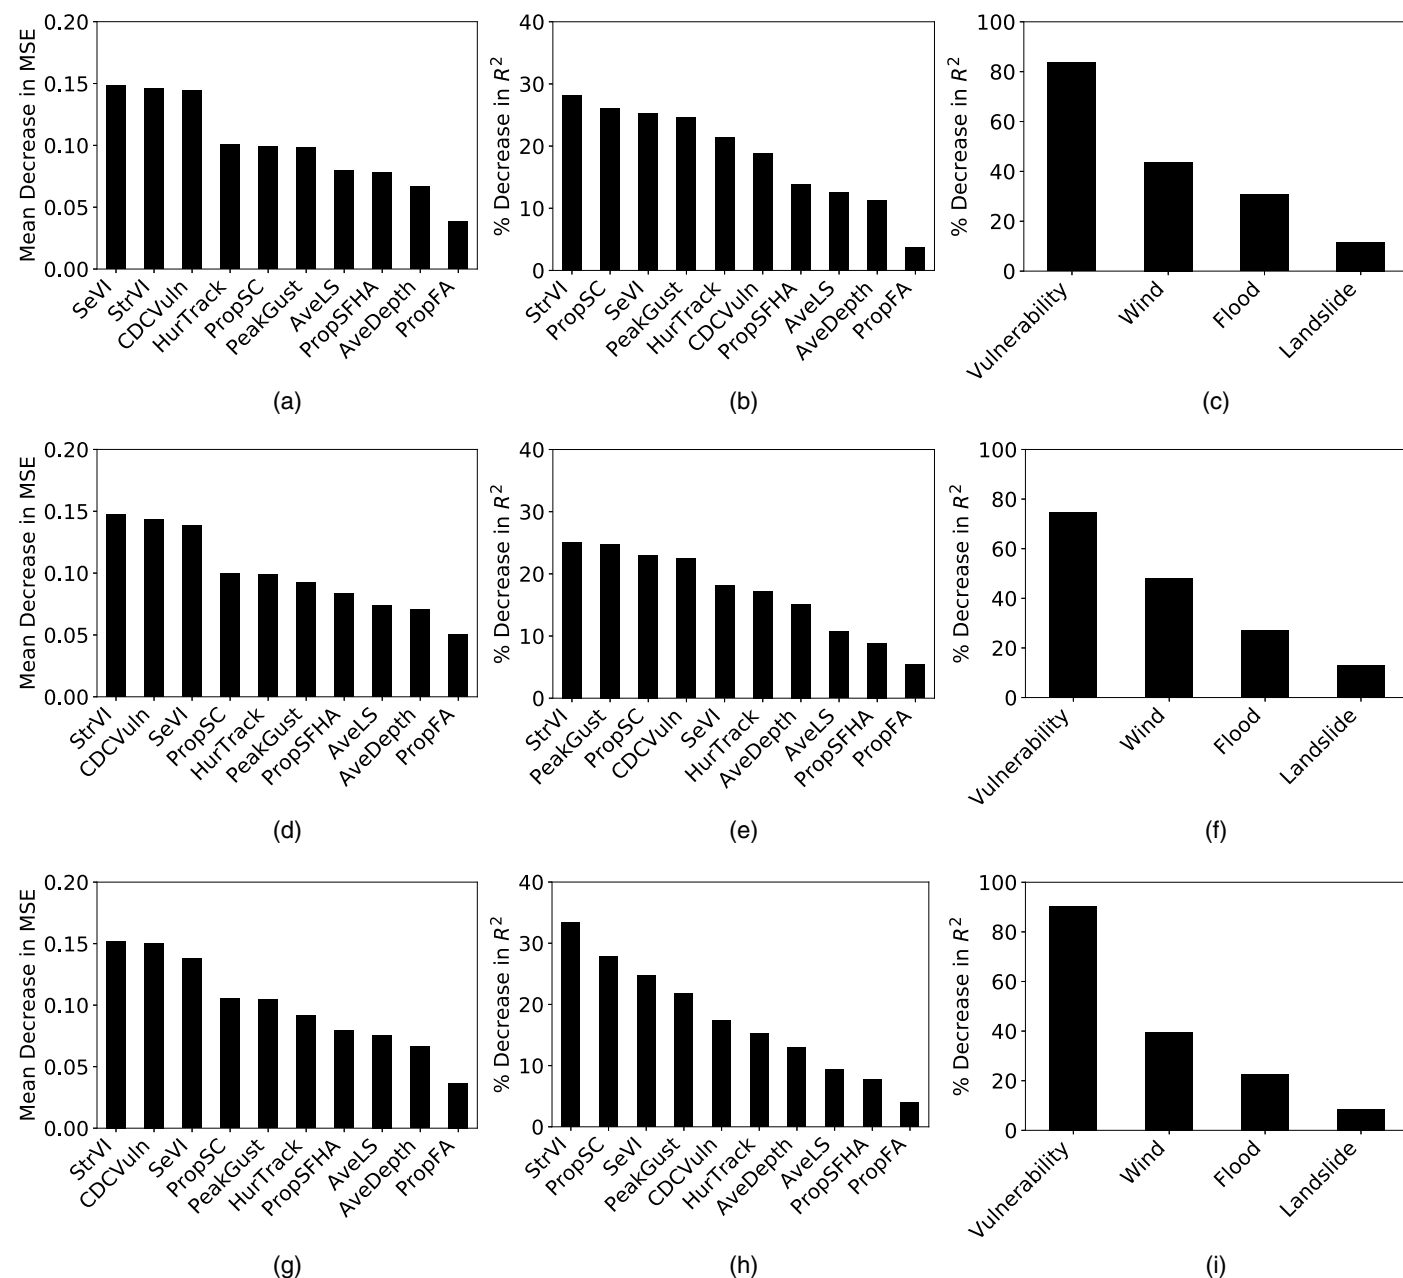 Mean Decrease in MSE
0.20
0.15
0.10
0.05
0.00
SeVI
StrVI
CDCVuln
HurTrack
PropSC
PeakGust
AveLS
PropSFHA
AveDepth
PropFA
(a)
% Decrease in R²
40
30
20
10
0
StrVI
PropSC
SeVI
PeakGust
HurTrack
CDCVuln
PropSFHA
AveLS
AveDepth
PropFA
(b)
% Decrease in R²
100
80
60
40
20
0
Vulnerability
Wind
Flood
Landslide
(c)
Mean Decrease in MSE
0.20
0.15
0.10
0.05
0.00
StrVI
CDCVuln
SeVI
PropSC
HurTrack
PeakGust
PropSFHA
AveLS
AveDepth
PropFA
(d)
% Decrease in R²
40
30
20
10
0
StrVI
PeakGust
PropSC
CDCVuln
SeVI
HurTrack
AveDepth
AveLS
PropSFHA
PropFA
(e)
% Decrease in R²
100
80
60
40
20
0
Vulnerability
Wind
Flood
Landslide
(f)
Mean Decrease in MSE
0.20
0.15
0.10
0.05
0.00
StrVI
CDCVuln
SeVI
PropSC
PeakGust
HurTrack
PropSFHA
AveLS
AveDepth
PropFA
(g)
% Decrease in R²
40
30
20
10
0
StrVI
PropSC
SeVI
PeakGust
CDCVuln
HurTrack
AveDepth
AveLS
PropSFHA
PropFA
(h)
% Decrease in R²
100
80
60
40
20
0
Vulnerability
Wind
Flood
Landslide
(i)